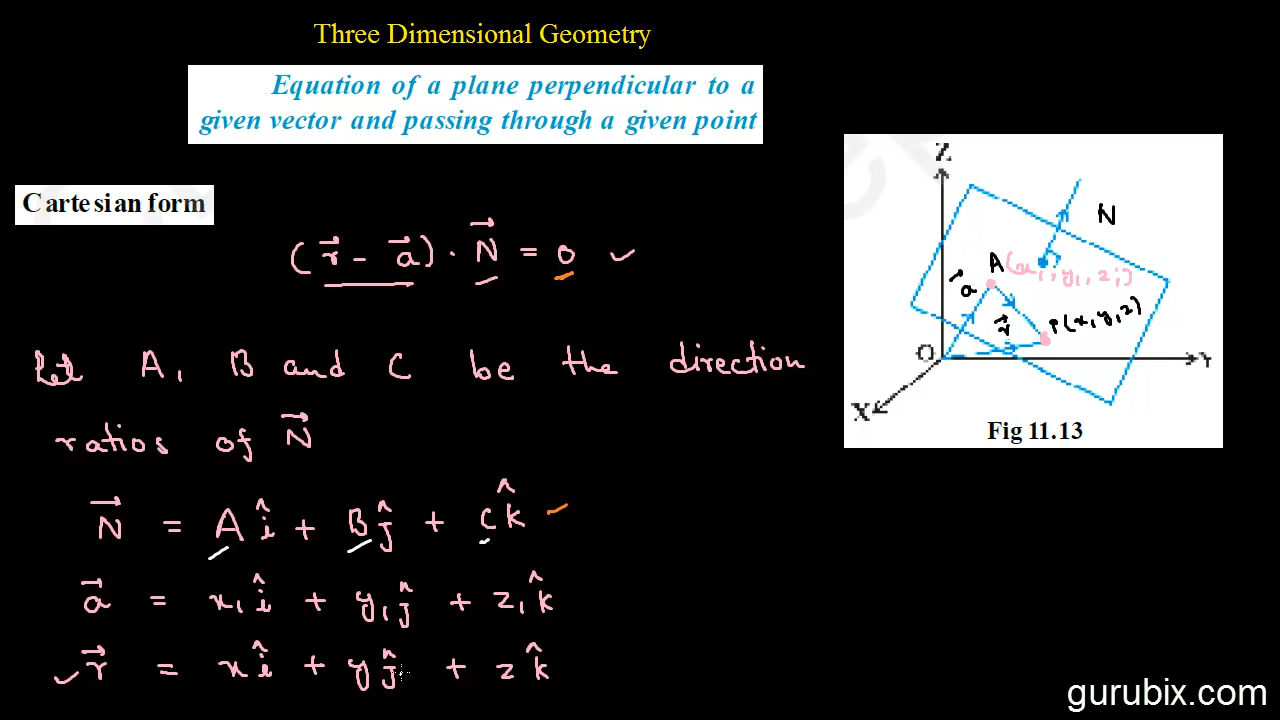 Three Dimensional Geometry
Equation of a plane perpendicular to a
given vector and passing through a given point
Cartesian form
(r⃗ - a⃗) · N⃗ = 0 ✓
Let A, B and C be the direction
ratios of N⃗
N⃗ = A î + B ĵ + C k̂
a⃗ = x₁ î + y₁ ĵ + z₁ k̂
✓ r⃗ = x î + y ĵ + z k̂
Z
N
A (x₁, y₁, z₁)
a⃗
P(x, y, z)
r⃗
O
Y
X
Fig 11.13
gurubix.com